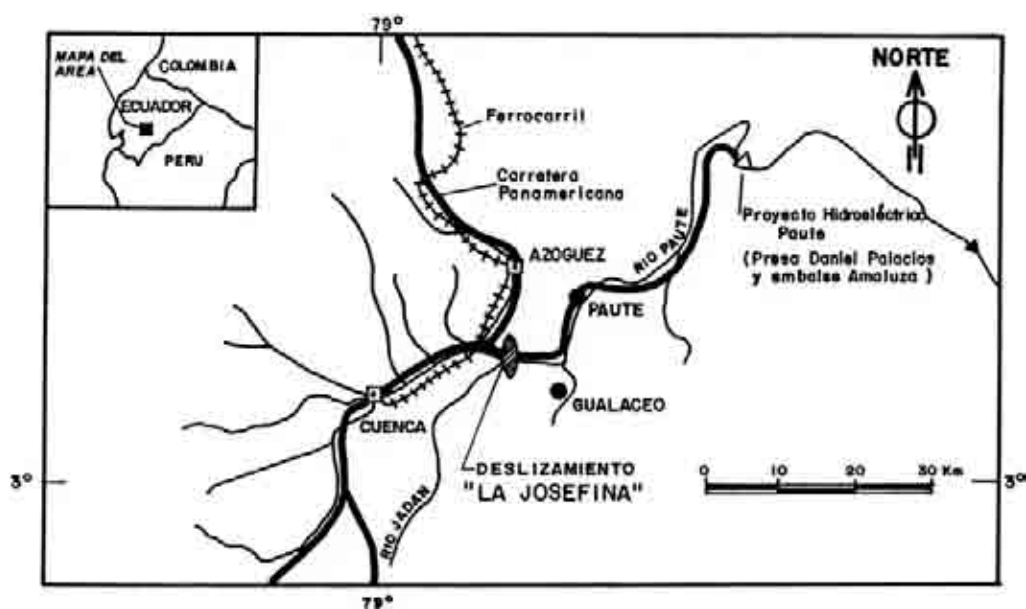 79°
MAPA DEL
AREA
COLOMBIA
ECUADOR
PERU
NORTE
Ferrocarril
Carretera
Panamericana
AZOGUEZ
RIO PAUTE
Proyecto Hidroeléctrico
Paute
(Presa Daniel Palacios
y embalse Amaluza)
PAUTE
CUENCA
GUALACEO
DESLIZAMIENTO
"LA JOSEFINA"
RIO JADAN
0 10 20 30 Km
3°
3°
79°